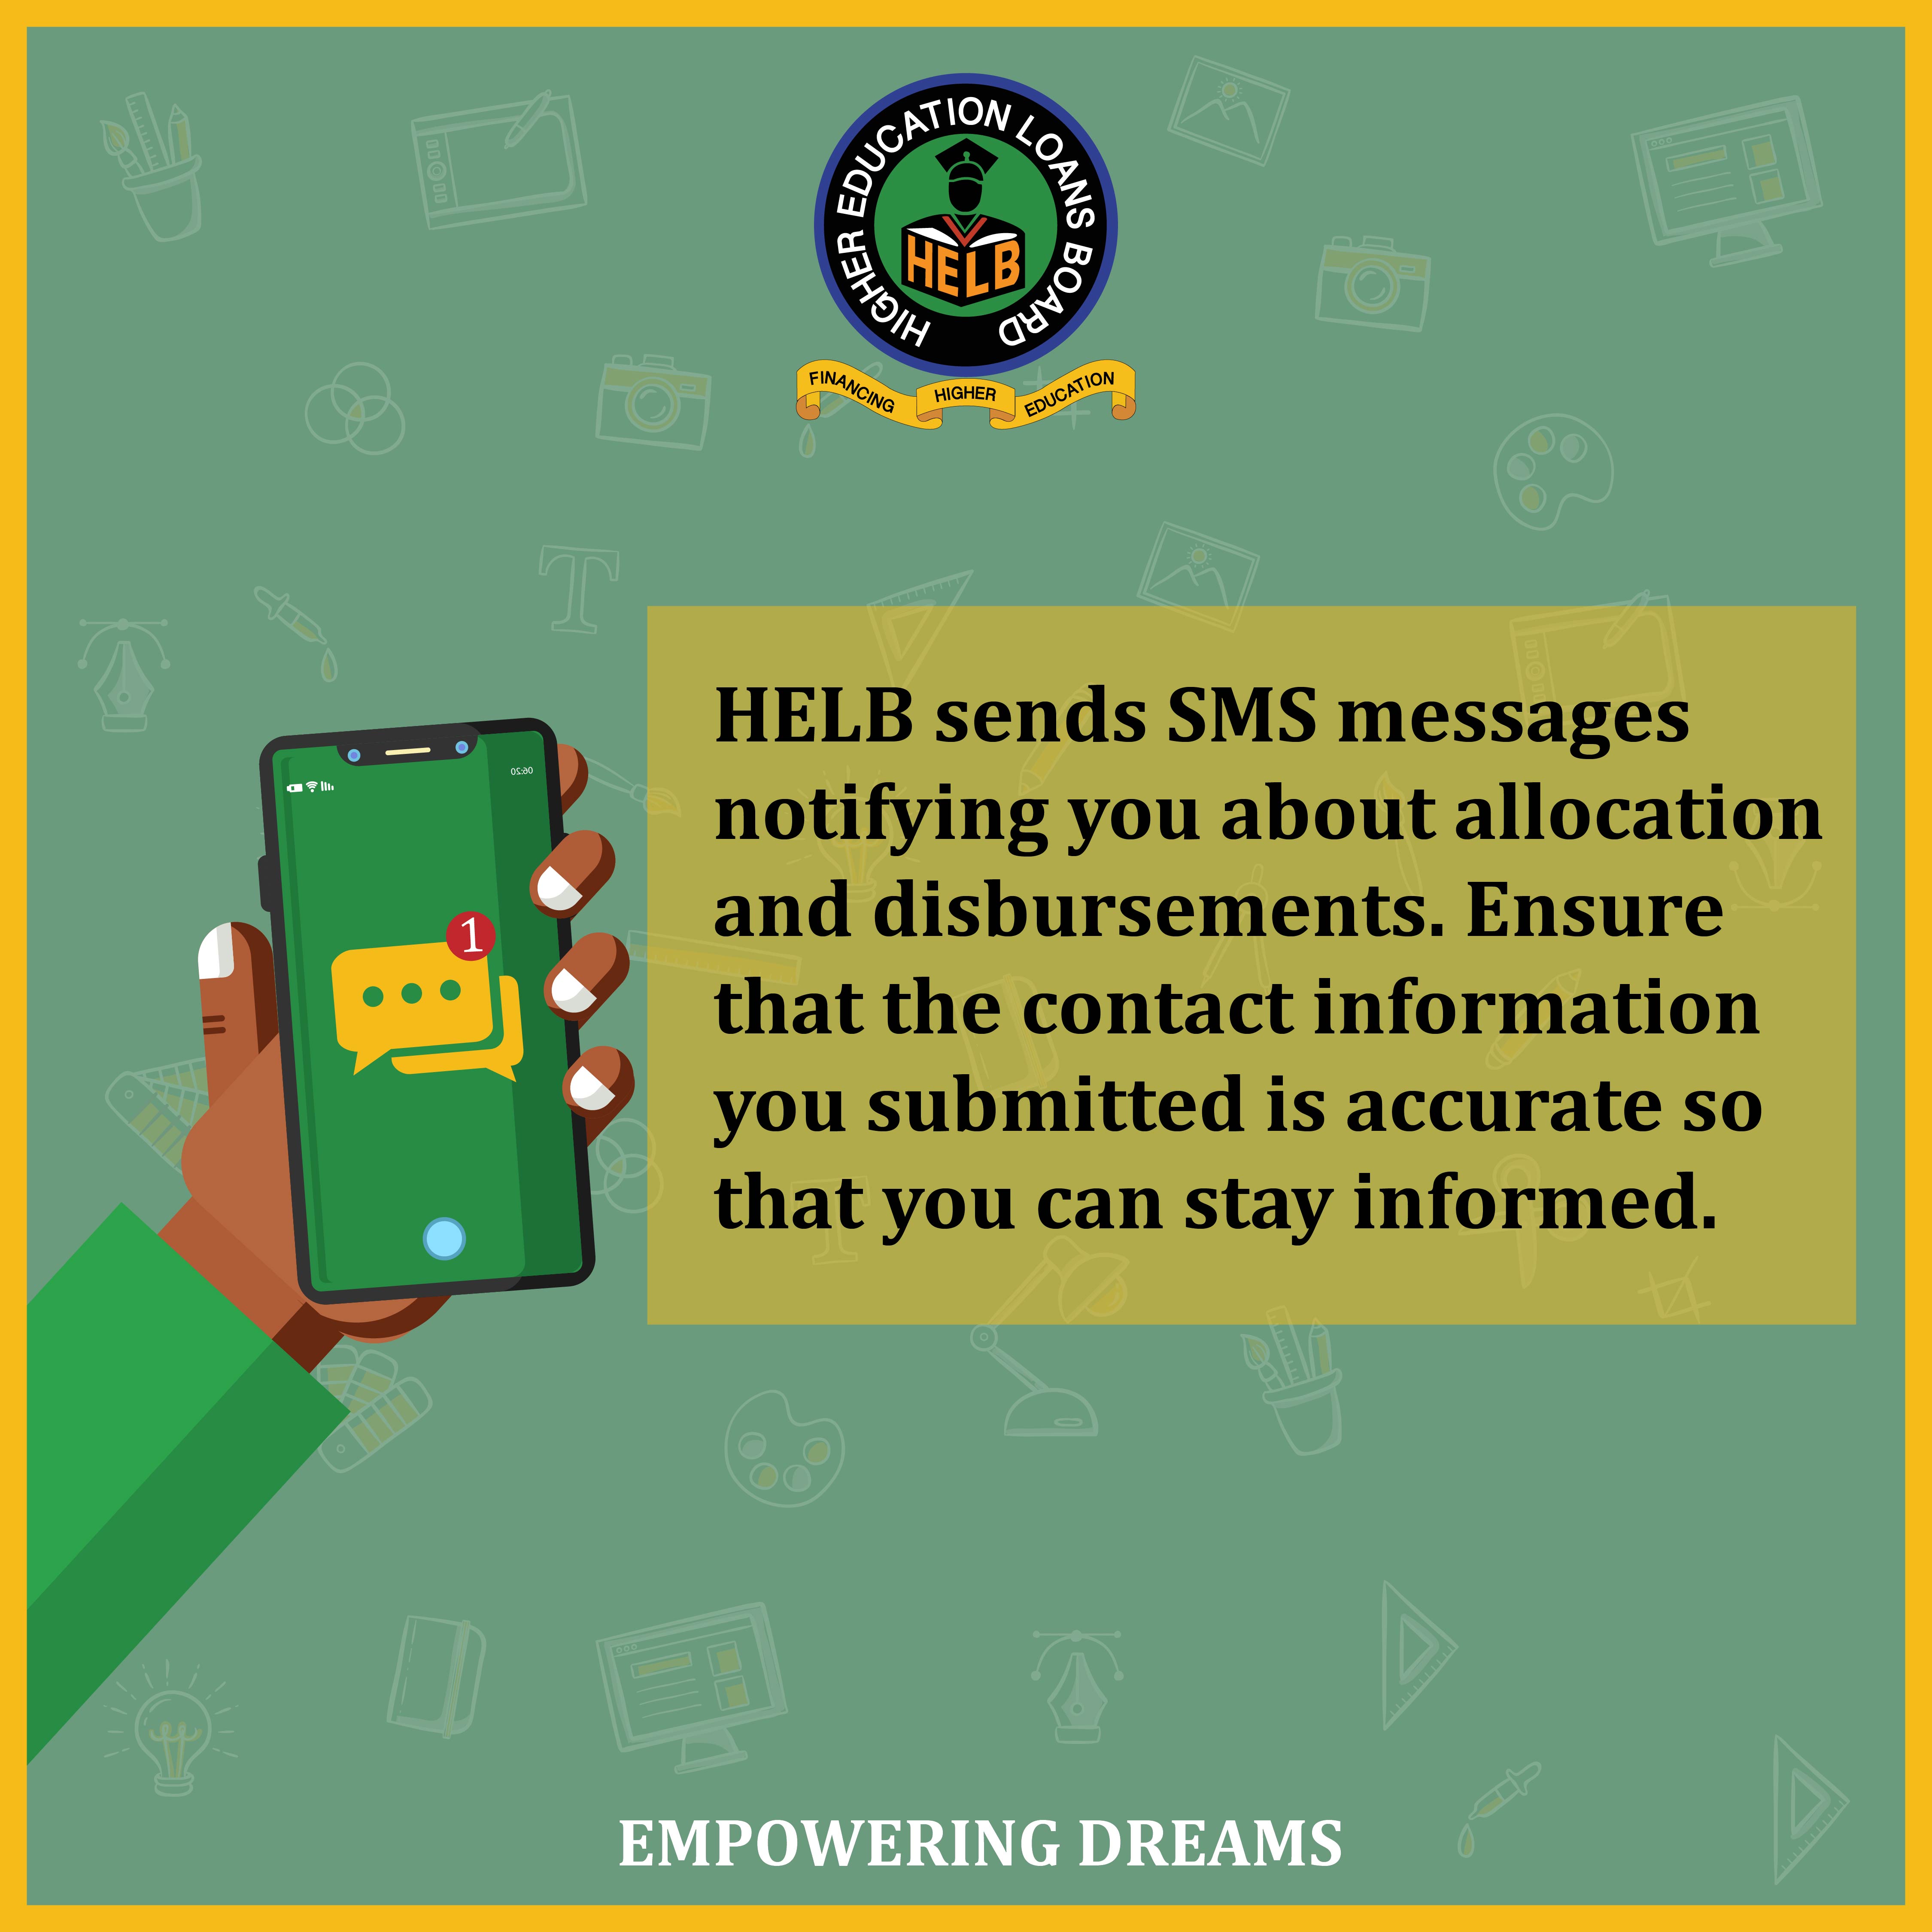 HIGHER EDUCATION LOANS BOARD
HELB
FINANCING HIGHER EDUCATION
06:20
1
HELB sends SMS messages
notifying you about allocation
and disbursements. Ensure
that the contact information
you submitted is accurate so
that you can stay informed.
EMPOWERING DREAMS